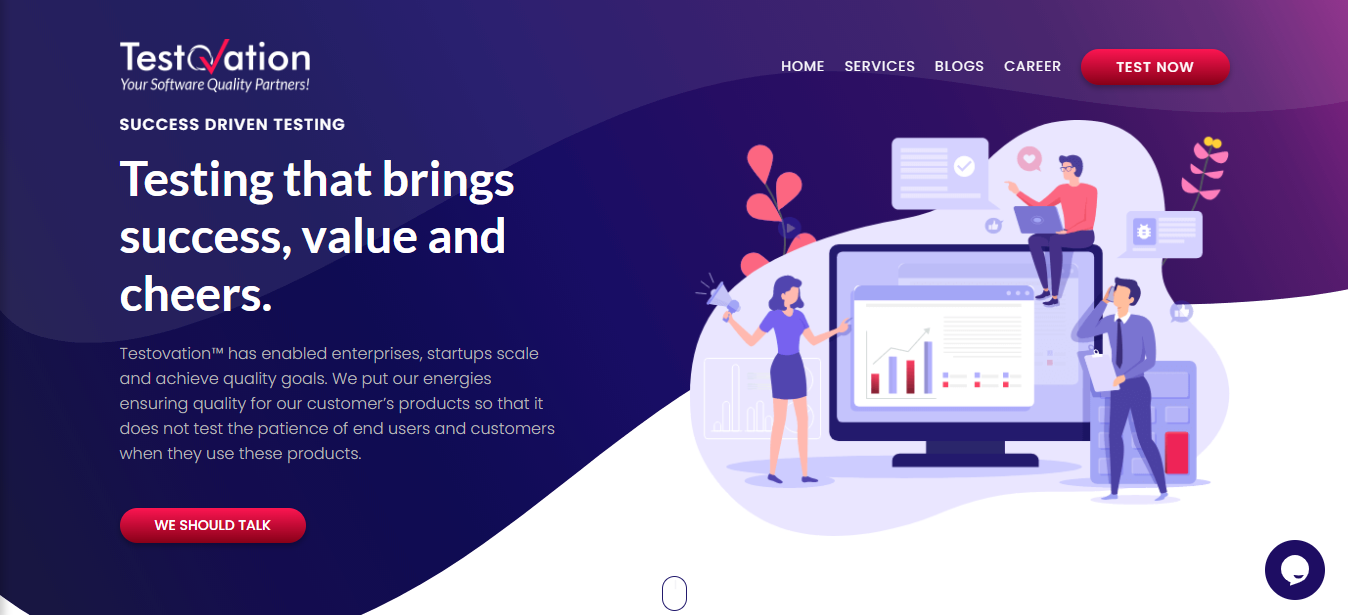 TestOvation
Your Software Quality Partners!
HOME SERVICES BLOGS CAREER TEST NOW
SUCCESS DRIVEN TESTING
Testing that brings
success, value and
cheers.
Testovation™ has enabled enterprises, startups scale
and achieve quality goals. We put our energies
ensuring quality for our customer’s products so that it
does not test the patience of end users and customers
when they use these products.
WE SHOULD TALK